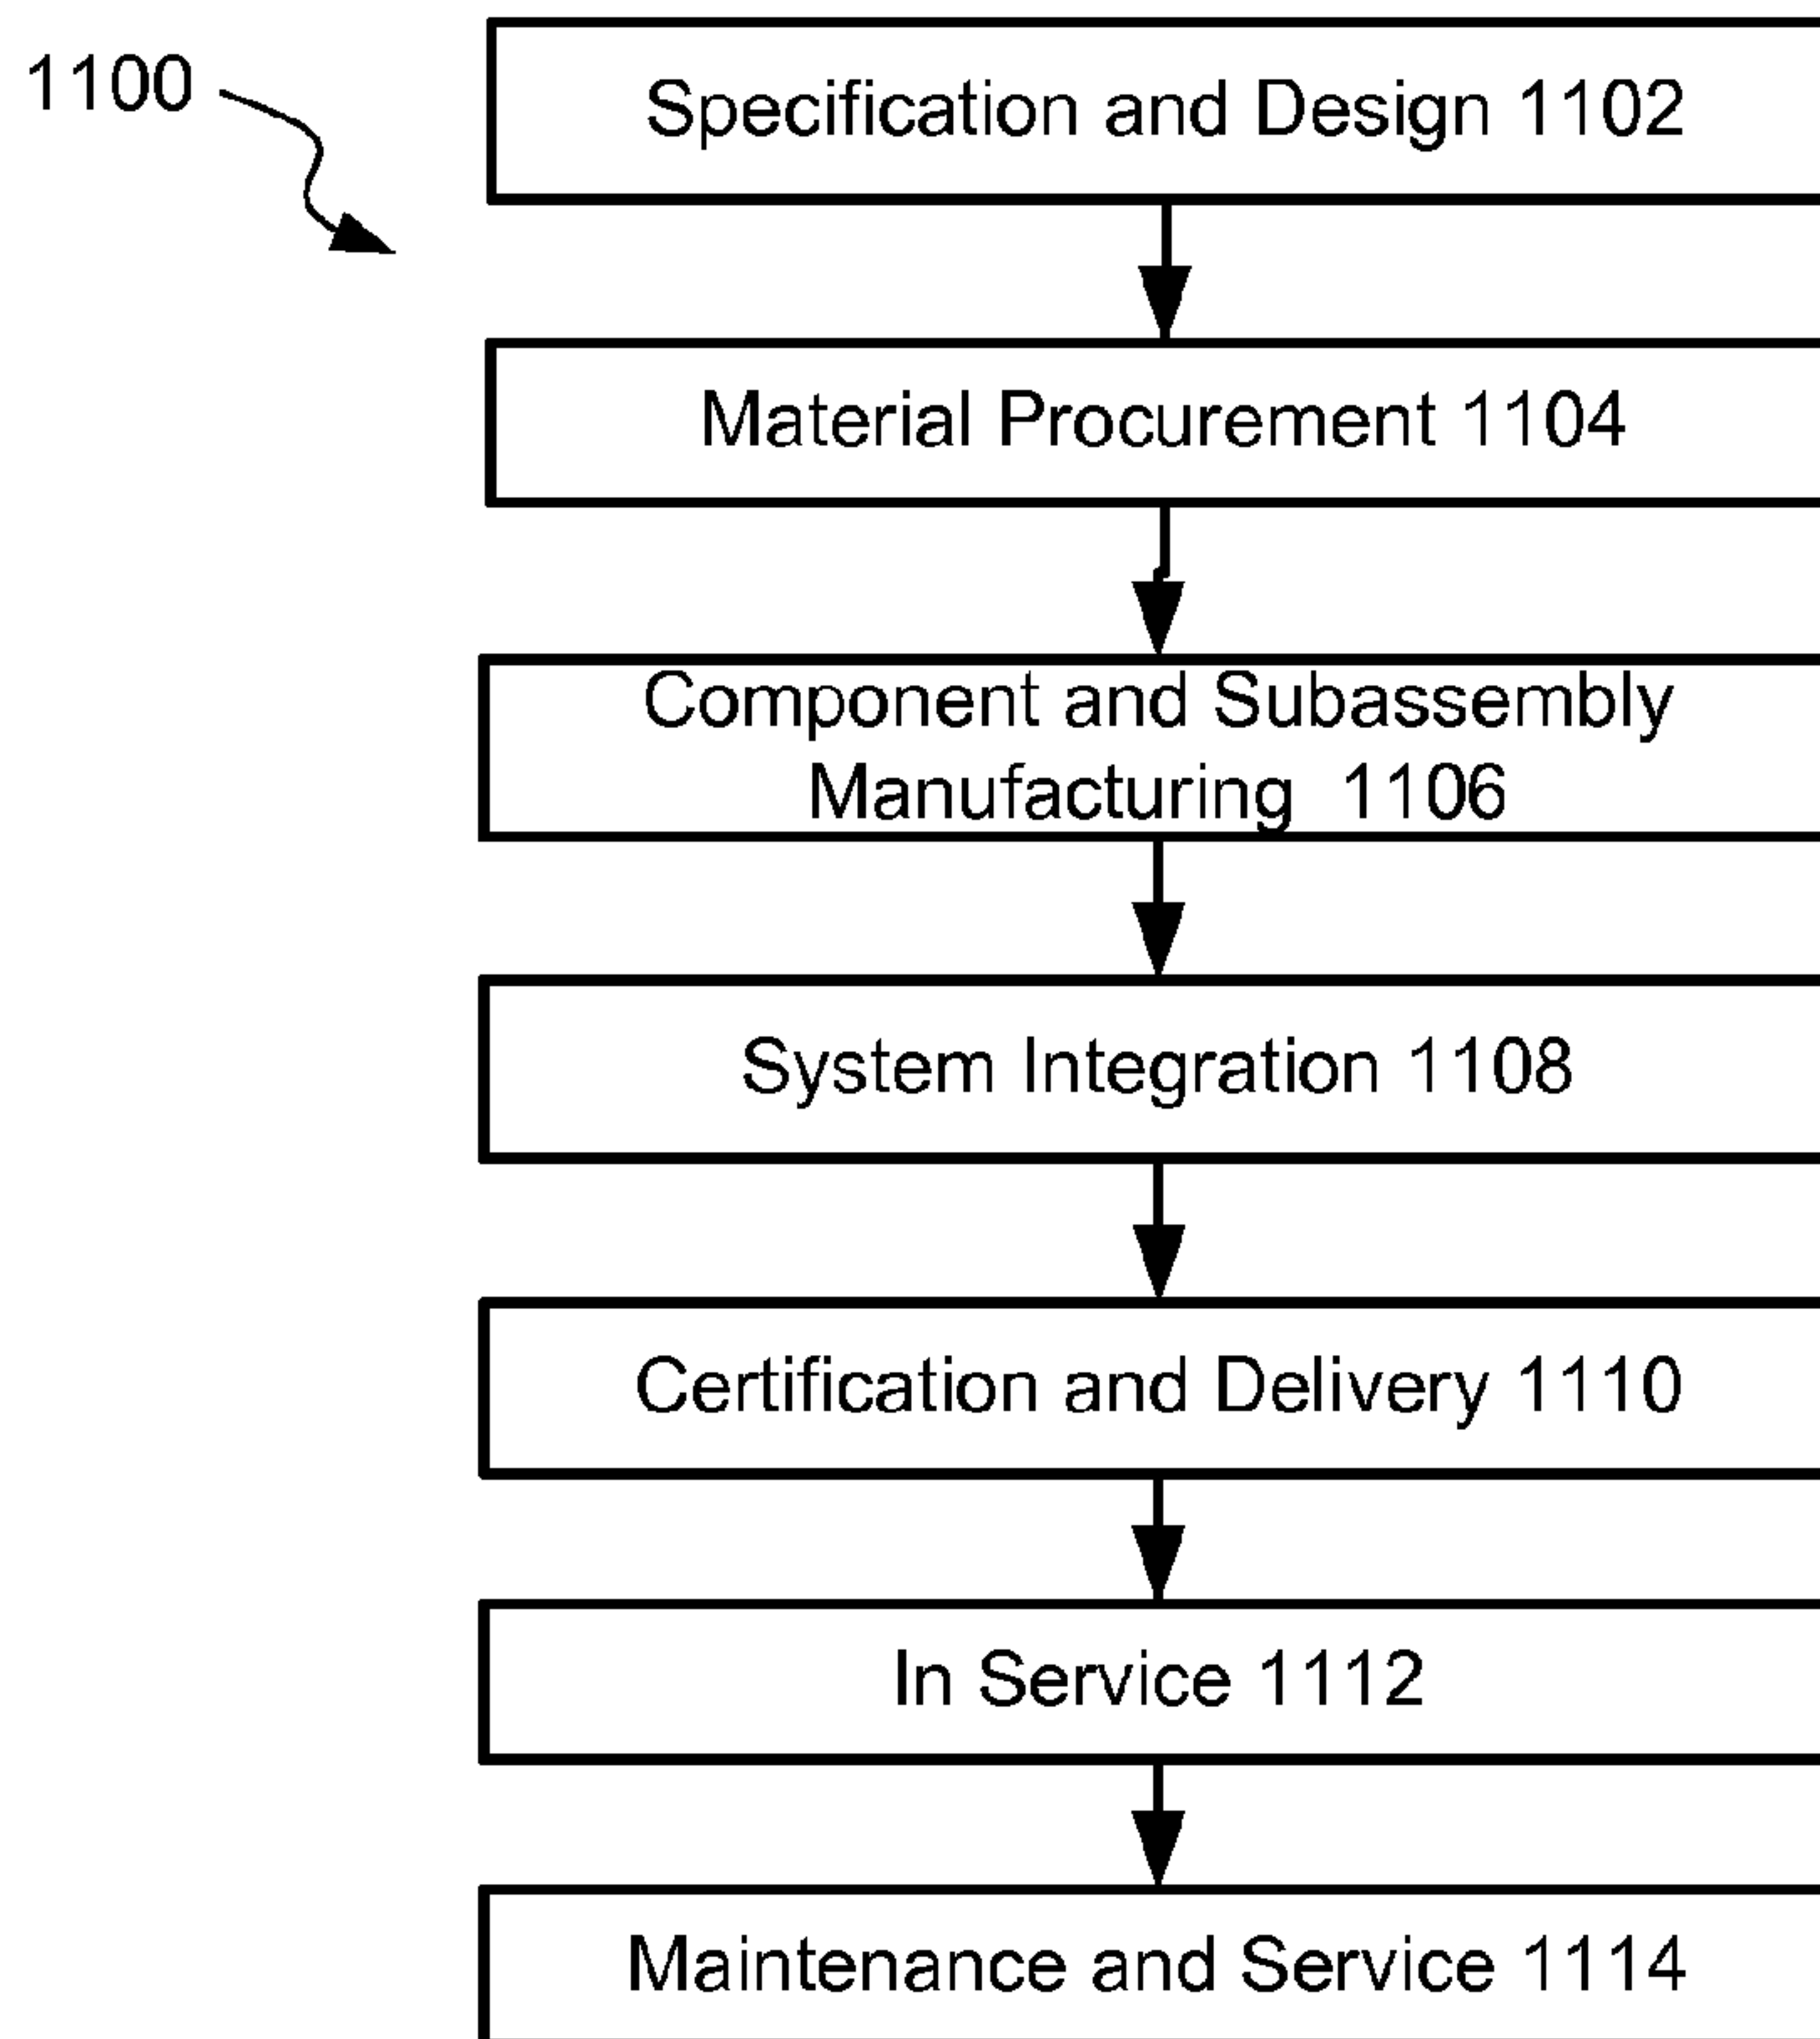 1100
Specification and Design 1102
Material Procurement 1104
Component and Subassembly
Manufacturing 1106
System Integration 1108
Certification and Delivery 1110
In Service 1112
Maintenance and Service 1114